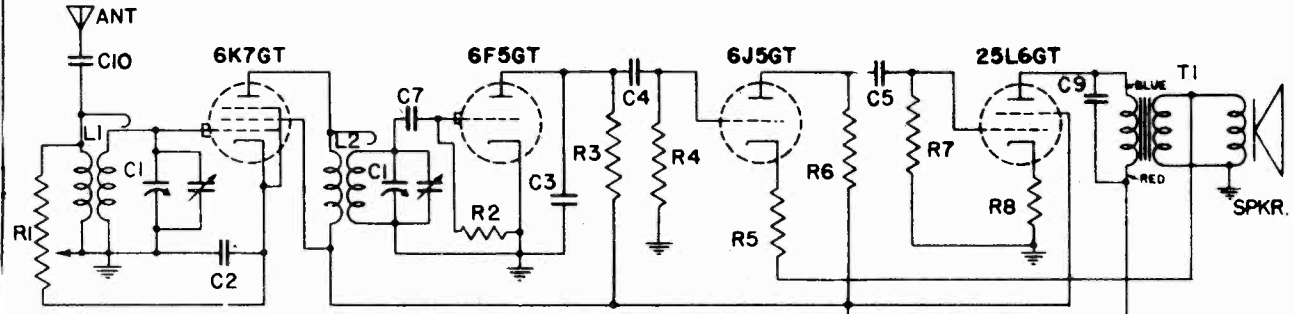 ANT
C10
6K7GT
6F5GT
6J5GT
25L6GT
C9
BLUE
T1
L1
C7
C4
C5
L2
C1
C1
R3
R4
R6
R7
C3
RED
R1
R2
R5
R8
SPKR.
C2